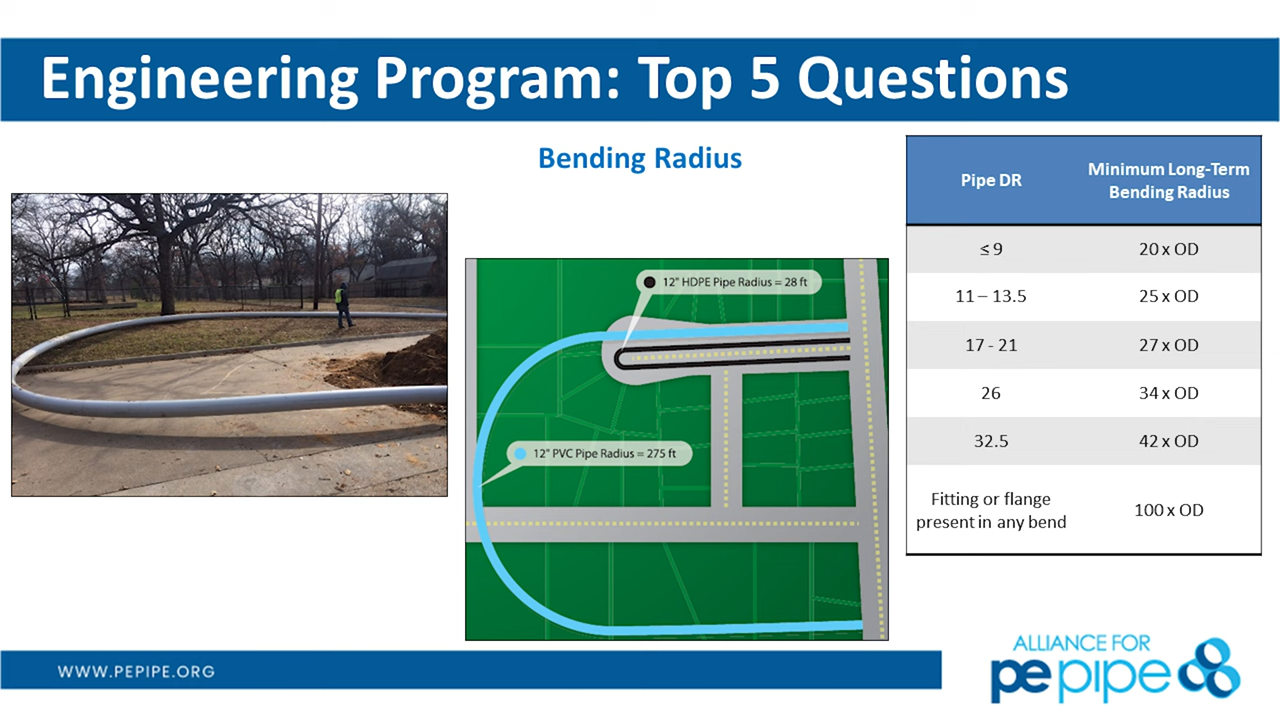 Engineering Program: Top 5 Questions
Bending Radius
12" HDPE Pipe Radius = 28 ft
12" PVC Pipe Radius = 275 ft
Pipe DR
Minimum Long-Term
Bending Radius
≤ 9
20 x OD
11 – 13.5
25 x OD
17 - 21
27 x OD
26
34 x OD
32.5
42 x OD
Fitting or flange
present in any bend
100 x OD
WWW.PEPIPE.ORG
ALLIANCE FOR
pepipe